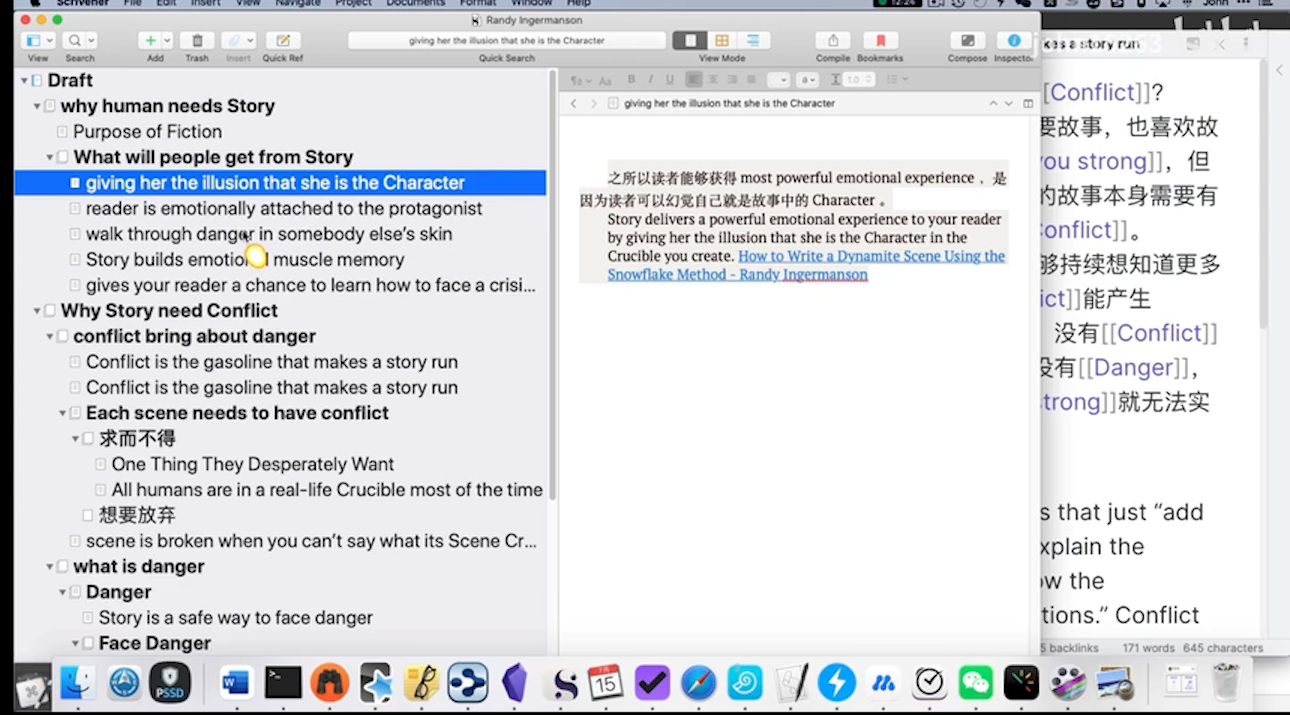 Scrivener File Edit Insert View Navigate Project Documents Format Window Help
12:26
John
Randy Ingermanson
giving her the illusion that she is the Character
View Search Add Trash Insert Quick Ref Quick Search View Mode Compile Bookmarks Compose Inspector
Draft
why human needs Story
Purpose of Fiction
What will people get from Story
giving her the illusion that she is the Character
reader is emotionally attached to the protagonist
walk through danger in somebody else's skin
Story builds emotional muscle memory
gives your reader a chance to learn how to face a crisi...
Why Story need Conflict
conflict bring about danger
Conflict is the gasoline that makes a story run
Conflict is the gasoline that makes a story run
Each scene needs to have conflict
求而不得
One Thing They Desperately Want
All humans are in a real-life Crucible most of the time
想要放弃
scene is broken when you can't say what its Scene Cr...
what is danger
Danger
Story is a safe way to face danger
Face Danger
Aa B I U a 1.0
giving her the illusion that she is the Character
之所以读者能够获得 most powerful emotional experience ，是
因为读者可以幻觉自己就是故事中的 Character 。
Story delivers a powerful emotional experience to your reader
by giving her the illusion that she is the Character in the
Crucible you create. How to Write a Dynamite Scene Using the
Snowflake Method - Randy Ingermanson
kes a story run
[Conflict]]?
要故事，也喜欢故
you strong]]，但
的故事本身需要有
Conflict]]。
够持续想知道更多
ict]]能产生
没有[[Conflict]]
没有[[Danger]]，
strong]]就无法实
s that just “add
xplain the
ow the
tions.” Conflict
5 backlinks 171 words 645 characters
PSSD
W
7月
15